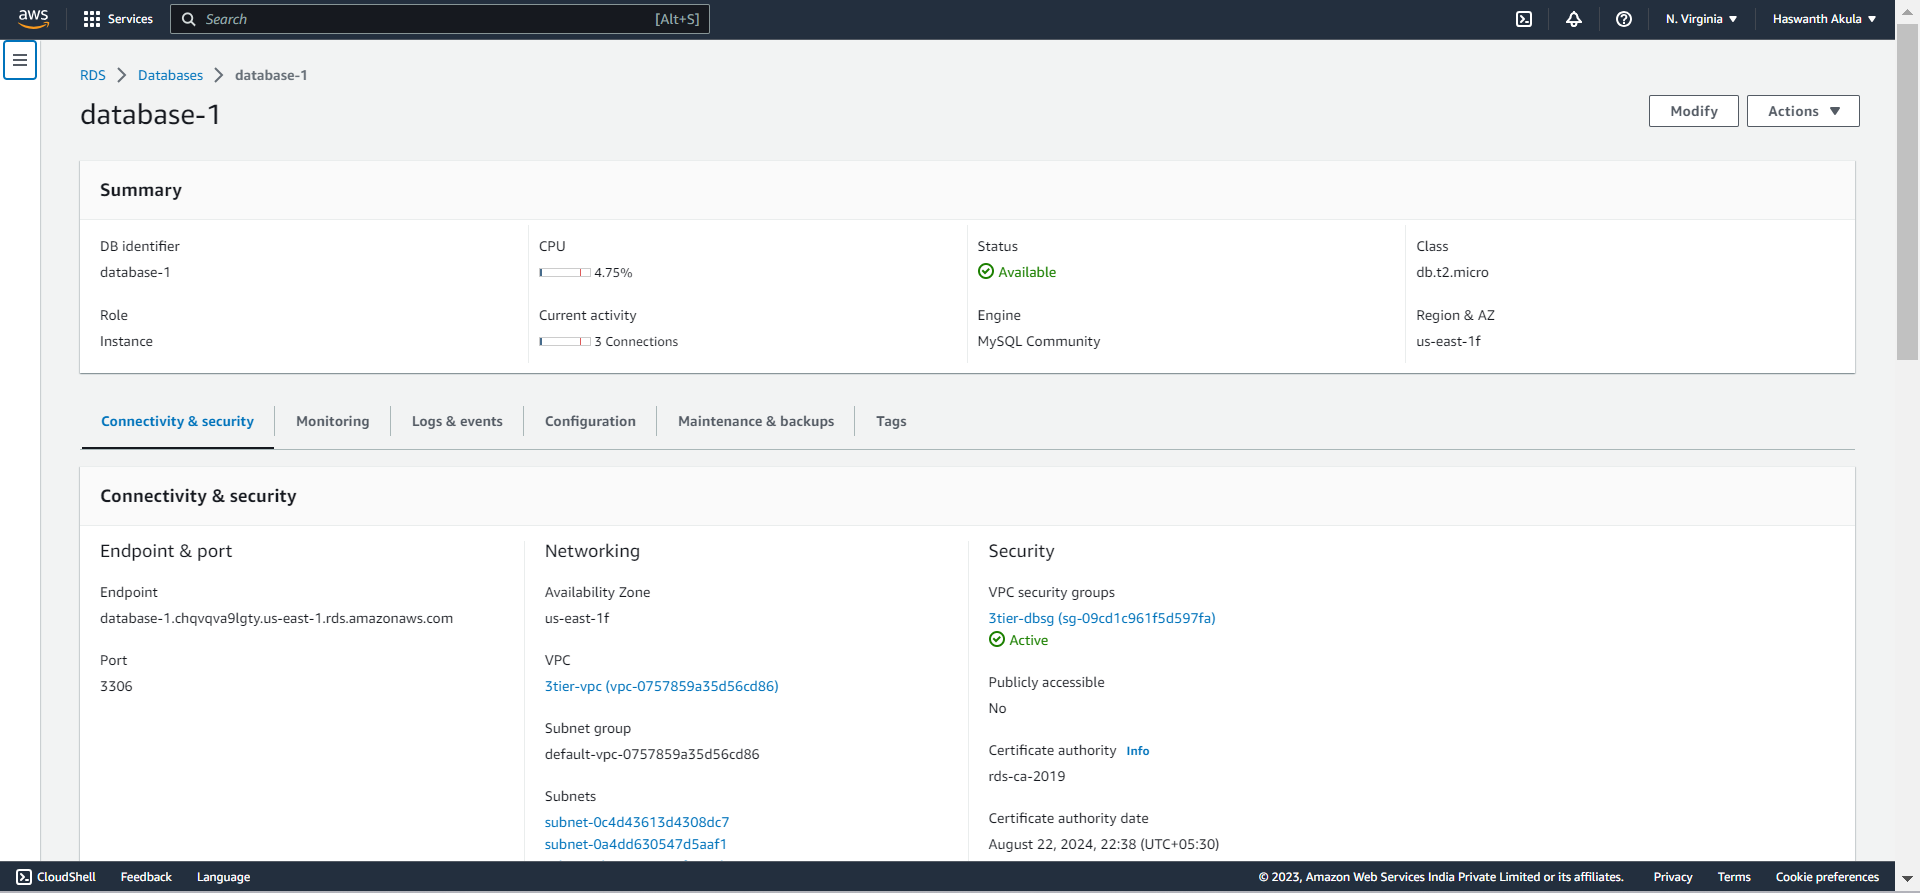 aws
Services
Search
[Alt+S]
N. Virginia
Haswanth Akula
RDS
Databases
database-1
database-1
Modify
Actions
Summary
DB identifier
database-1
CPU
4.75%
Status
Available
Class
db.t2.micro
Role
Instance
Current activity
3 Connections
Engine
MySQL Community
Region & AZ
us-east-1f
Connectivity & security
Monitoring
Logs & events
Configuration
Maintenance & backups
Tags
Connectivity & security
Endpoint & port
Endpoint
database-1.chqvqva9lgty.us-east-1.rds.amazonaws.com
Port
3306
Networking
Availability Zone
us-east-1f
VPC
3tier-vpc (vpc-0757859a35d56cd86)
Subnet group
default-vpc-0757859a35d56cd86
Subnets
subnet-0c4d43613d4308dc7
subnet-0a4dd630547d5aaf1
Security
VPC security groups
3tier-dbsg (sg-09cd1c961f5d597fa)
Active
Publicly accessible
No
Certificate authority Info
rds-ca-2019
Certificate authority date
August 22, 2024, 22:38 (UTC+05:30)
CloudShell
Feedback
Language
© 2023, Amazon Web Services India Private Limited or its affiliates.
Privacy
Terms
Cookie preferences